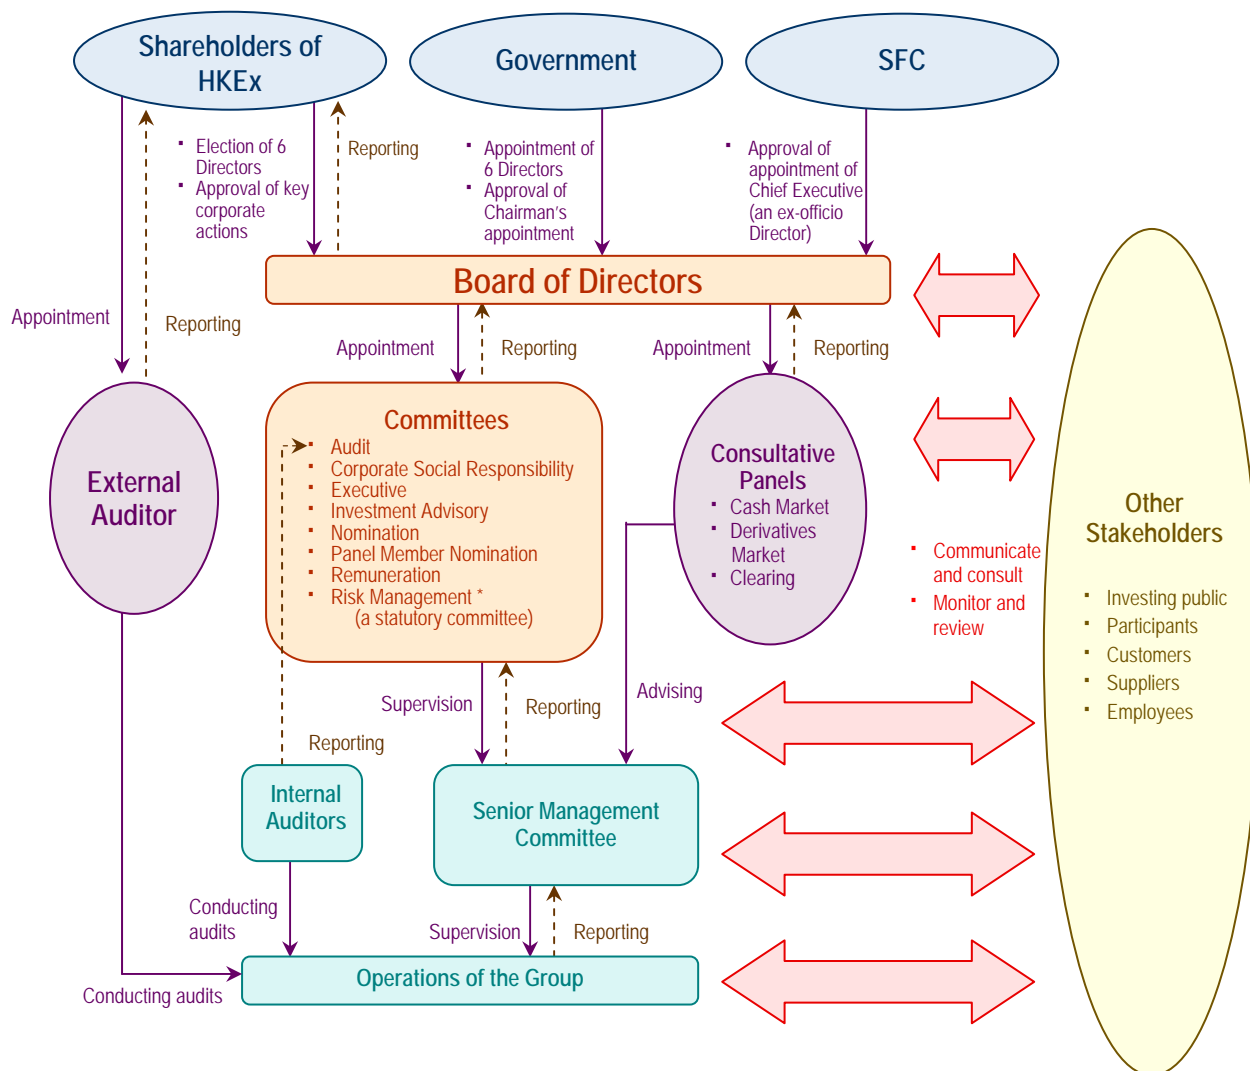 Shareholders of
HKEx
Government
SFC
▪ Election of 6
Directors
▪ Approval of key
corporate
actions
Reporting
▪ Appointment of
6 Directors
▪ Approval of
Chairman's
appointment
▪ Approval of
appointment of
Chief Executive
(an ex-officio
Director)
Board of Directors
Appointment
Reporting
Appointment
Reporting
Appointment
Reporting
External
Auditor
Committees
▪ Audit
▪ Corporate Social Responsibility
▪ Executive
▪ Investment Advisory
▪ Nomination
▪ Panel Member Nomination
▪ Remuneration
▪ Risk Management *
(a statutory committee)
Consultative
Panels
▪ Cash Market
▪ Derivatives
Market
▪ Clearing
▪ Communicate
and consult
▪ Monitor and
review
Other
Stakeholders
▪ Investing public
▪ Participants
▪ Customers
▪ Suppliers
▪ Employees
Supervision
Reporting
Advising
Reporting
Internal
Auditors
Senior Management
Committee
Conducting
audits
Supervision
Reporting
Operations of the Group
Conducting audits